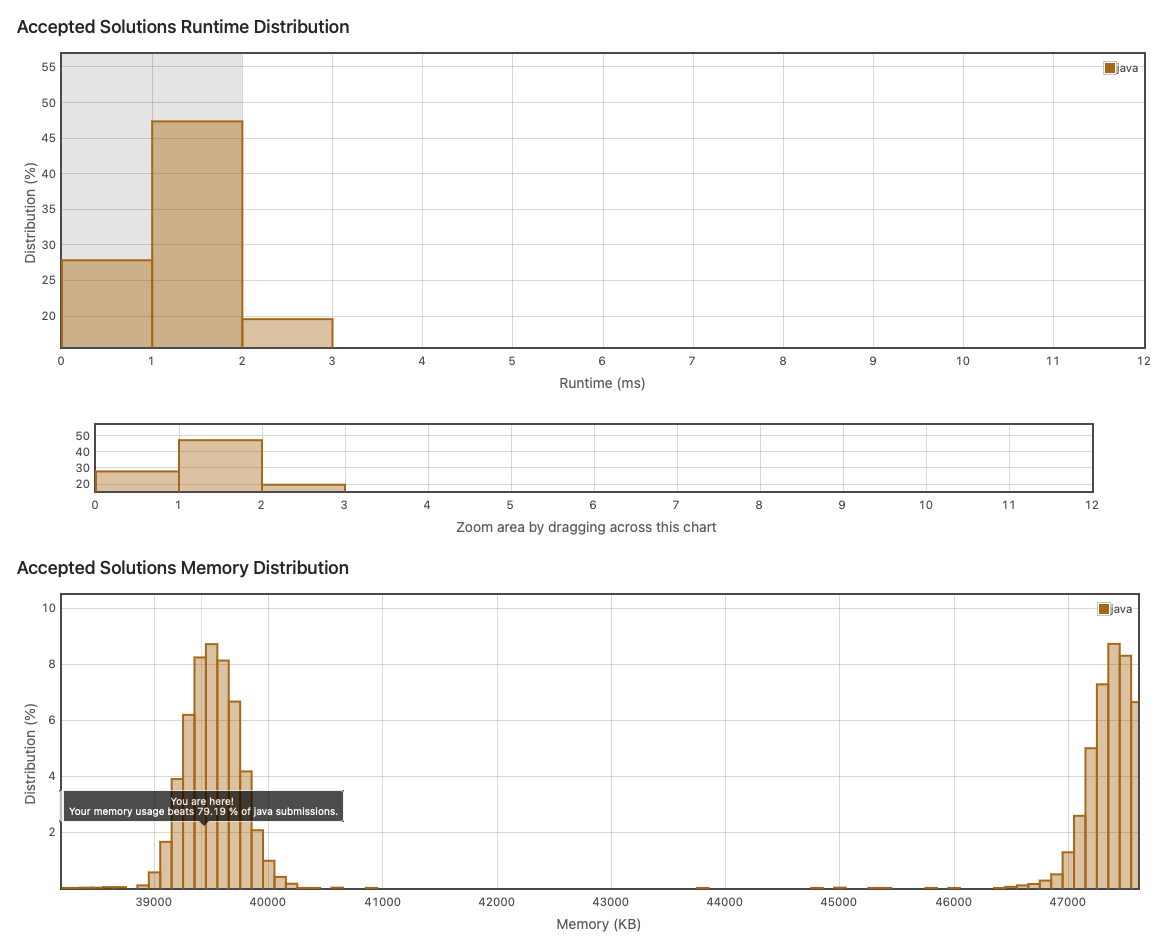 Accepted Solutions Runtime Distribution
55
50
45
40
35
30
25
20
Distribution (%)
java
0 1 2 3 4 5 6 7 8 9 10 11 12
Runtime (ms)
50
40
30
20
0 1 2 3 4 5 6 7 8 9 10 11 12
Zoom area by dragging across this chart
Accepted Solutions Memory Distribution
10
8
6
4
2
Distribution (%)
java
You are here!
Your memory usage beats 79.19 % of java submissions.
39000 40000 41000 42000 43000 44000 45000 46000 47000
Memory (KB)